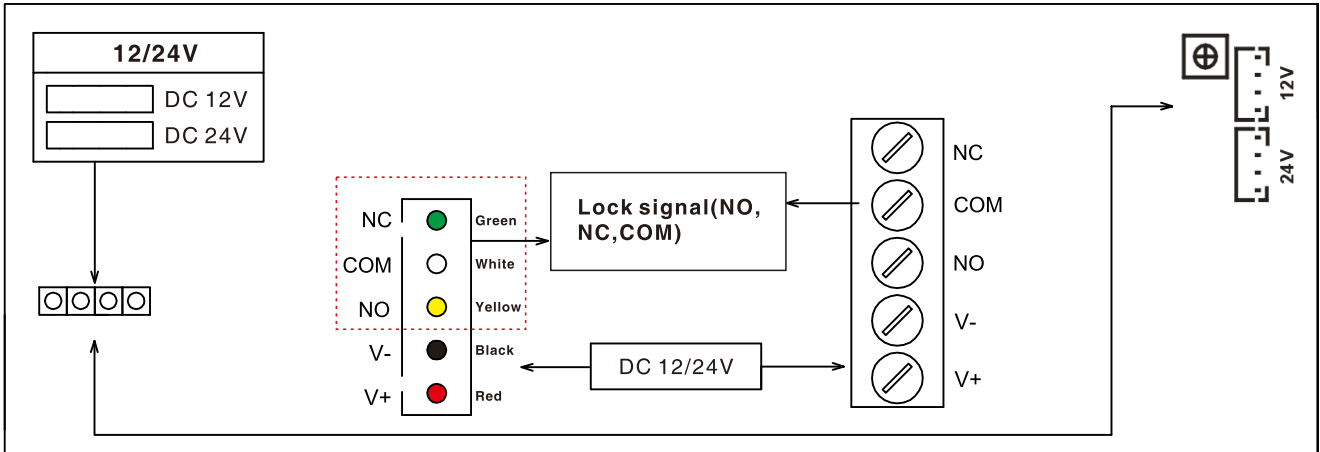 12/24V
DC 12V
DC 24V
NC Green
COM White
NO Yellow
V- Black
V+ Red
Lock signal(NO,
NC,COM)
DC 12/24V
NC
COM
NO
V-
V+
12V
24V